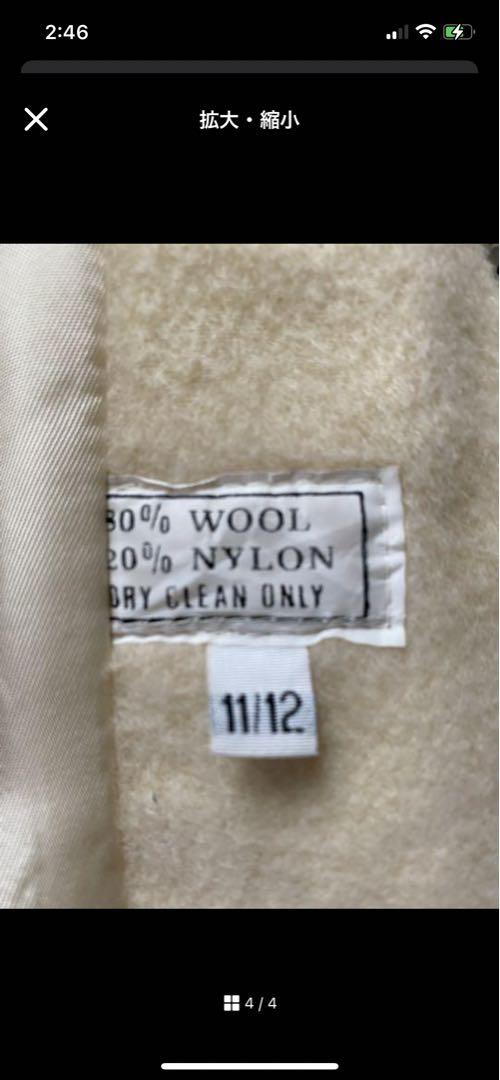 2:46
拡大・縮小
80% WOOL
20% NYLON
DRY CLEAN ONLY
11/12
4 / 4